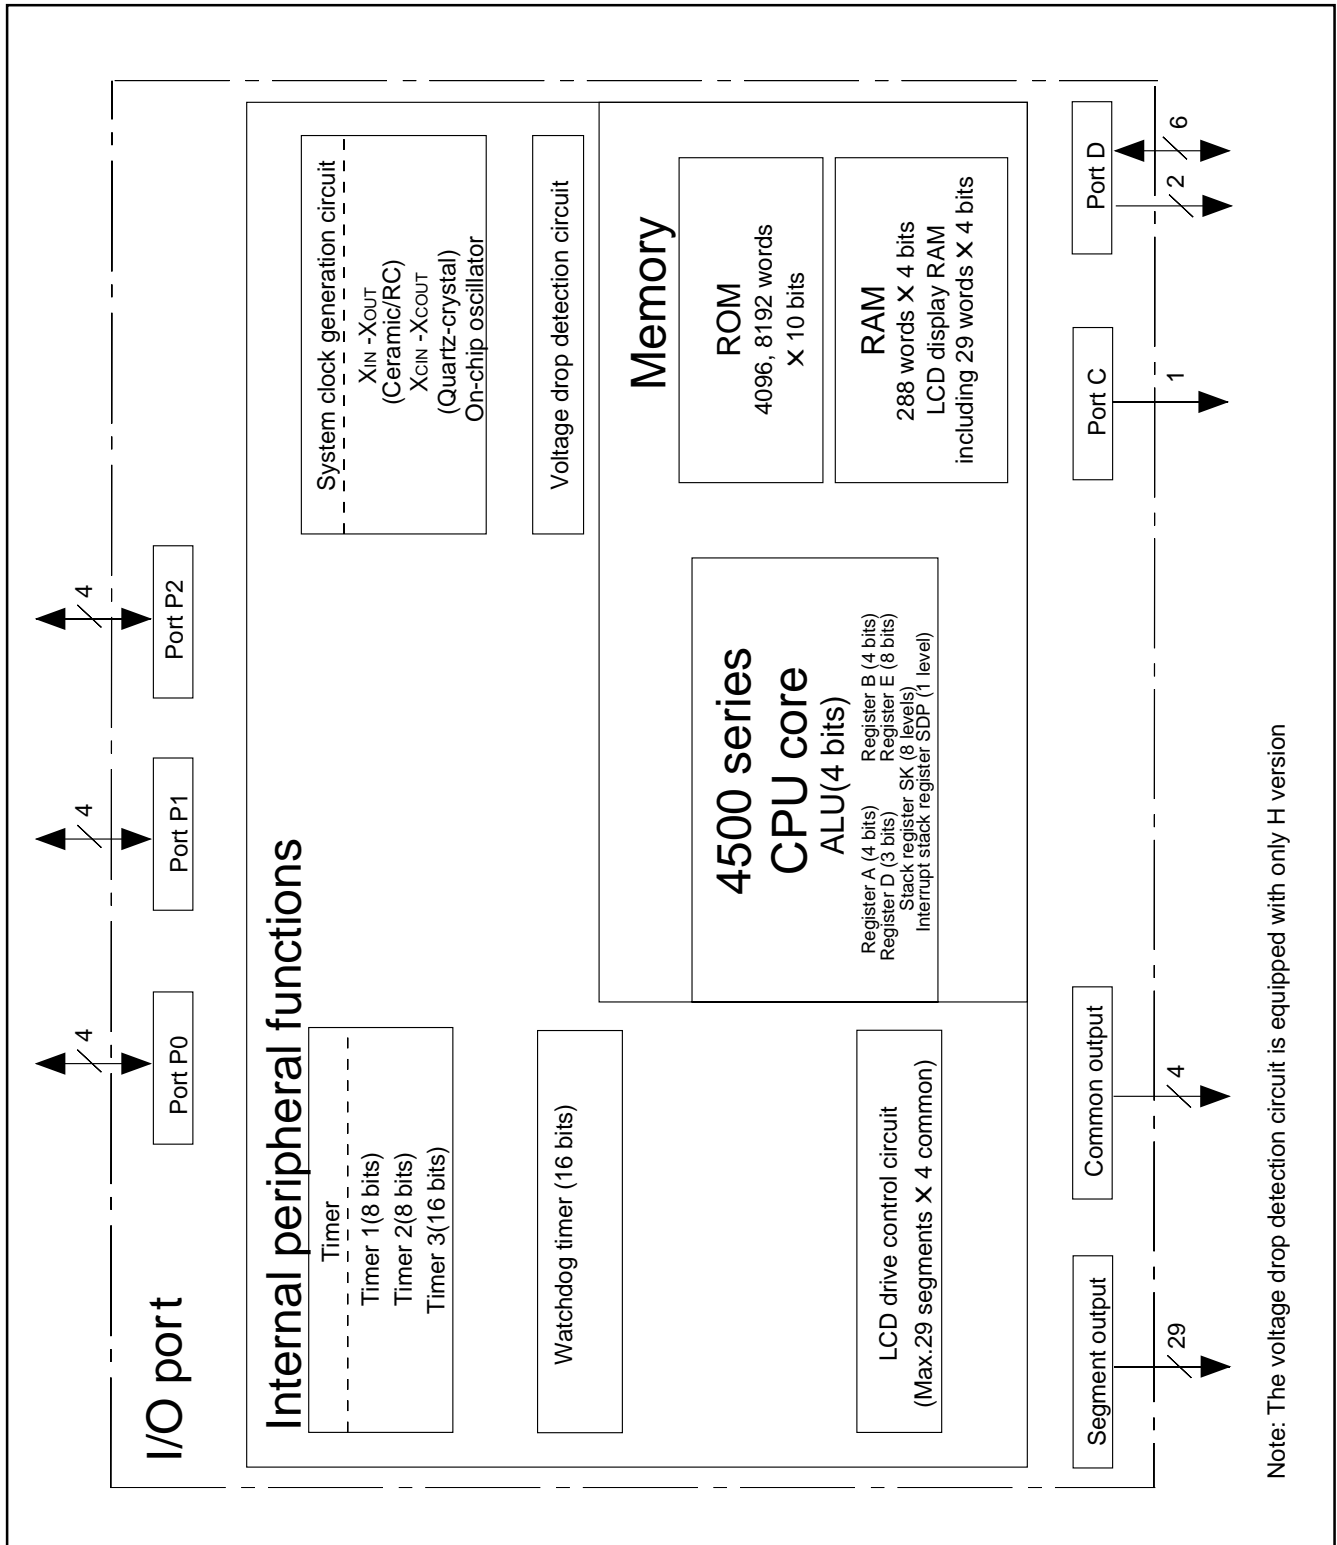 I/O port
Port P0
4
Port P1
4
Port P2
4
Internal peripheral functions
Timer
Timer 1(8 bits)
Timer 2(8 bits)
Timer 3(16 bits)
Watchdog timer (16 bits)
LCD drive control circuit
(Max.29 segments X 4 common)
System clock generation circuit
XIN -XOUT
(Ceramic/RC)
XCIN -XCOUT
(Quartz-crystal)
On-chip oscillator
Voltage drop detection circuit
4500 series
CPU core
ALU(4 bits)
Register A (4 bits) Register B (4 bits)
Register D (3 bits) Register E (8 bits)
Stack register SK (8 levels)
Interrupt stack register SDP (1 level)
Memory
ROM
4096, 8192 words
X 10 bits
RAM
288 words X 4 bits
LCD display RAM
including 29 words X 4 bits
Segment output
29
Common output
4
Port C
1
Port D
2
6
Note: The voltage drop detection circuit is equipped with only H version